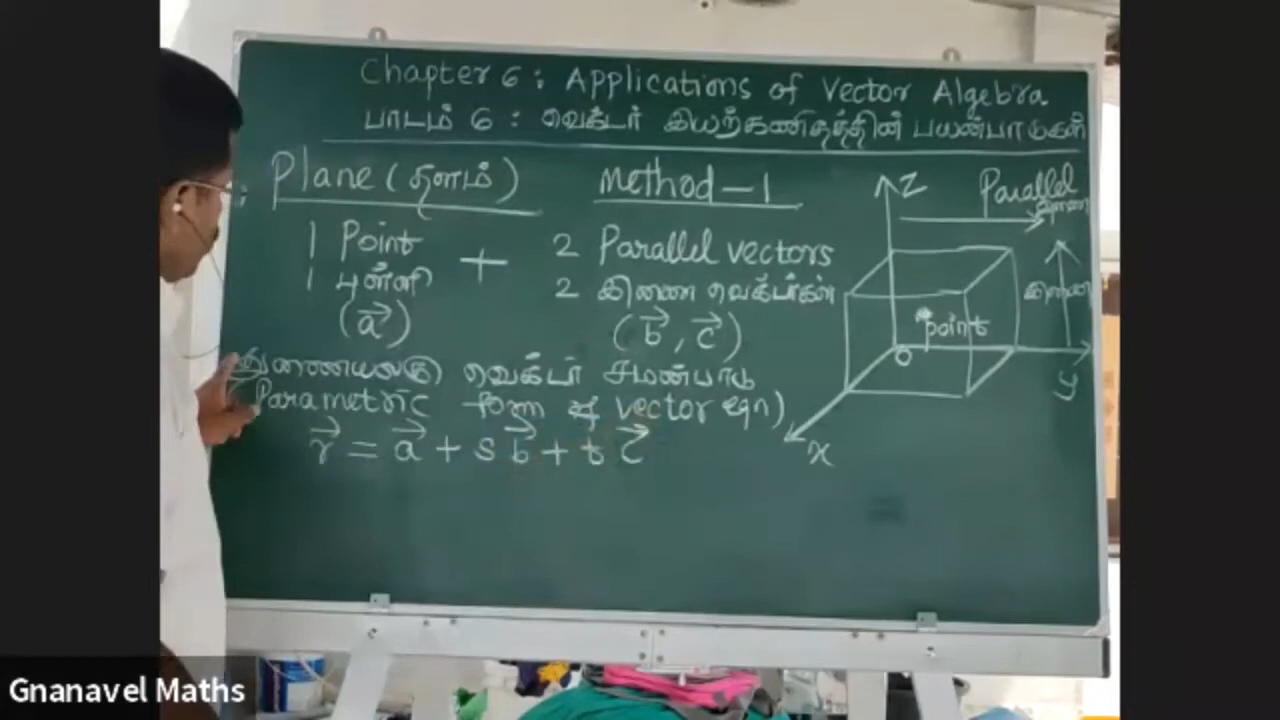 Chapter 6 : Applications of Vector Algebra
பாடம் 6 : வெக்டர் இயற்கணிதத்தின் பயன்பாடுகள்
Plane (தளம்)
Method - 1
1 Point + 2 Parallel vectors
1 புள்ளி 2 இணை வெக்டர்கள்
(a⃗) (b⃗, c⃗)
துணையலகு வெக்டர் சமன்பாடு
Parametric form of vector eqn)
r⃗ = a⃗ + s b⃗ + t c⃗
Z
Parallel
இணை
இணை
point
O
y
x
Gnanavel Maths